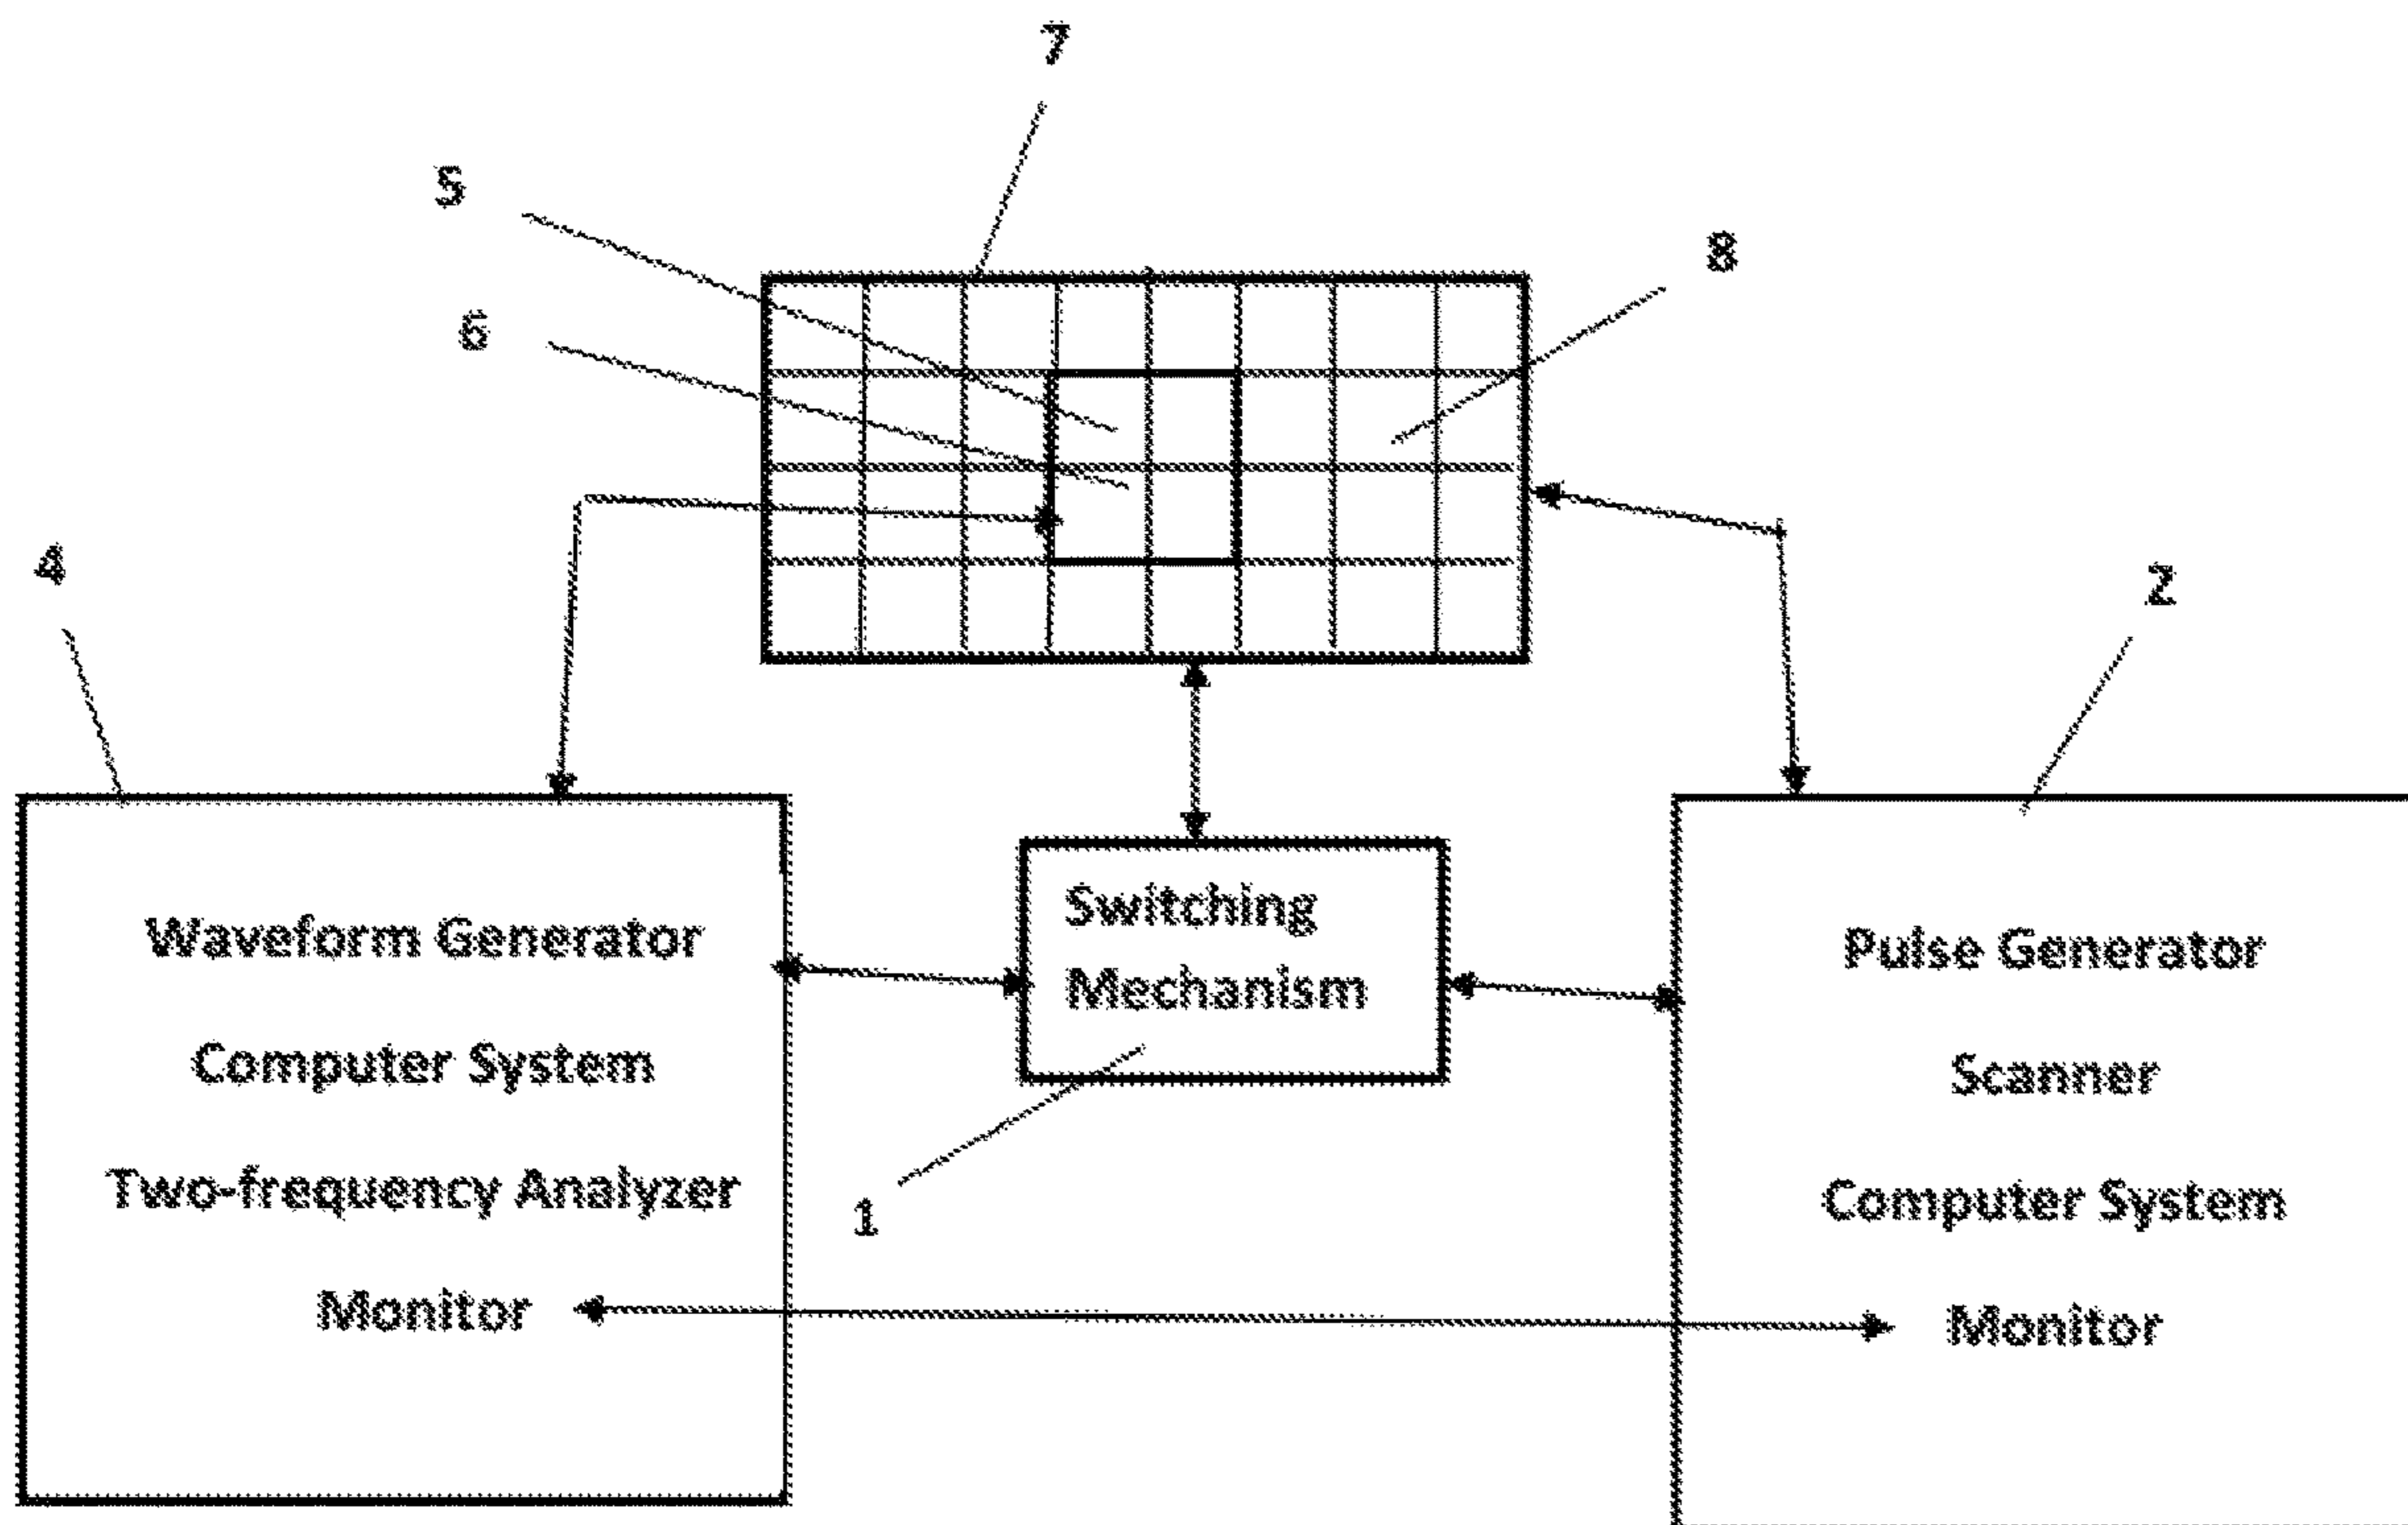 7
5
8
6
4
2
Switching
Mechanism
Waveform Generator
Computer System
Two-frequency Analyzer
Monitor
Pulse Generator
Scanner
Computer System
Monitor
1